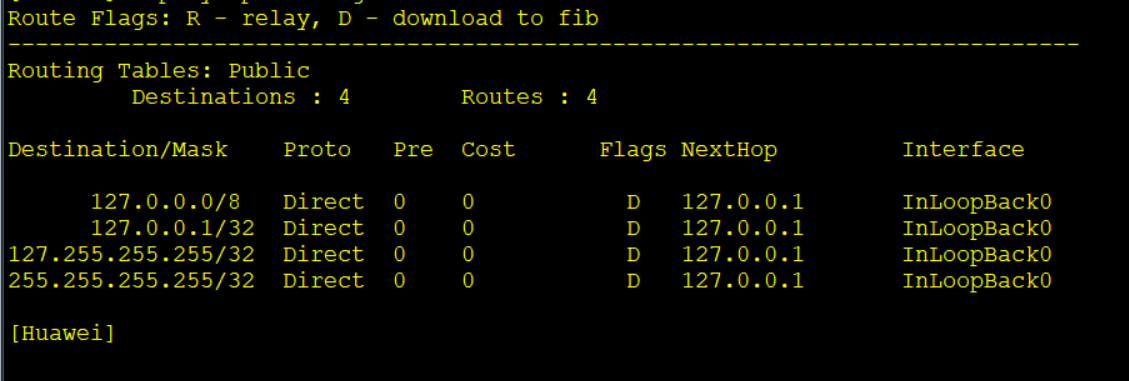 Route Flags: R - relay, D - download to fib
------------------------------------------------------------------------------
Routing Tables: Public
         Destinations : 4        Routes : 4

Destination/Mask    Proto   Pre  Cost      Flags NextHop         Interface

      127.0.0.0/8   Direct  0    0           D   127.0.0.1       InLoopBack0
      127.0.0.1/32  Direct  0    0           D   127.0.0.1       InLoopBack0
127.255.255.255/32  Direct  0    0           D   127.0.0.1       InLoopBack0
255.255.255.255/32  Direct  0    0           D   127.0.0.1       InLoopBack0

[Huawei]